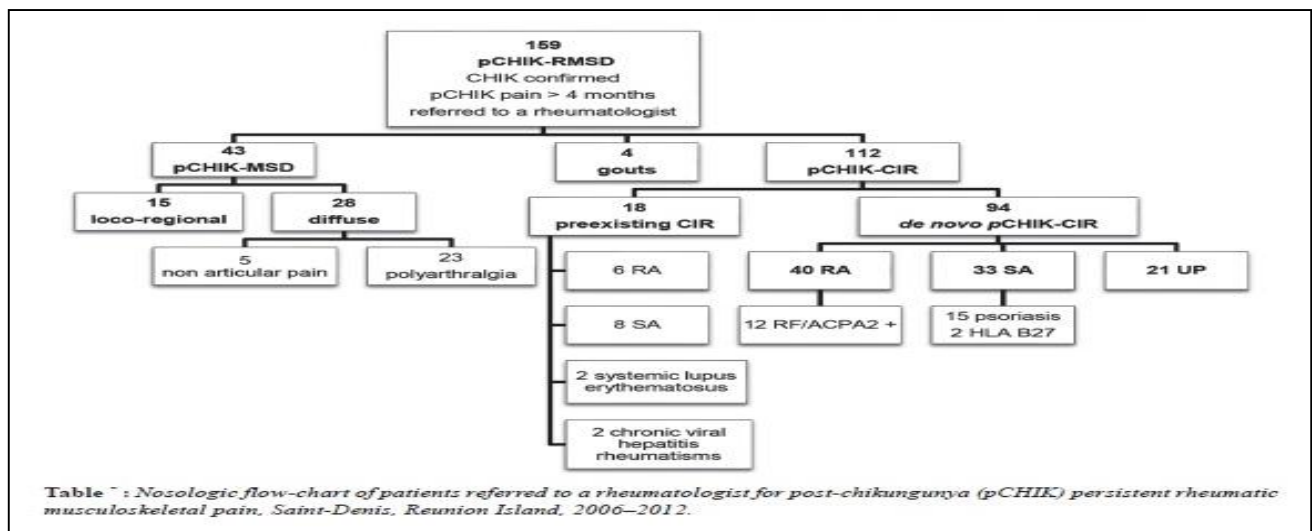 159
pCHIK-RMSD
CHIK confirmed
pCHIK pain > 4 months
referred to a rheumatologist
43
pCHIK-MSD
4
gouts
112
pCHIK-CIR
15
loco-regional
28
diffuse
18
preexisting CIR
94
de novo pCHIK-CIR
5
non articular pain
23
polyarthralgia
6 RA
40 RA
33 SA
21 UP
8 SA
12 RF/ACPA2 +
15 psoriasis
2 HLA B27
2 systemic lupus
erythematosus
2 chronic viral
hepatitis
rheumatisms
Table ¨ : Nosologic flow-chart of patients referred to a rheumatologist for post-chikungunya (pCHIK) persistent rheumatic
musculoskeletal pain, Saint-Denis, Reunion Island, 2006–2012.